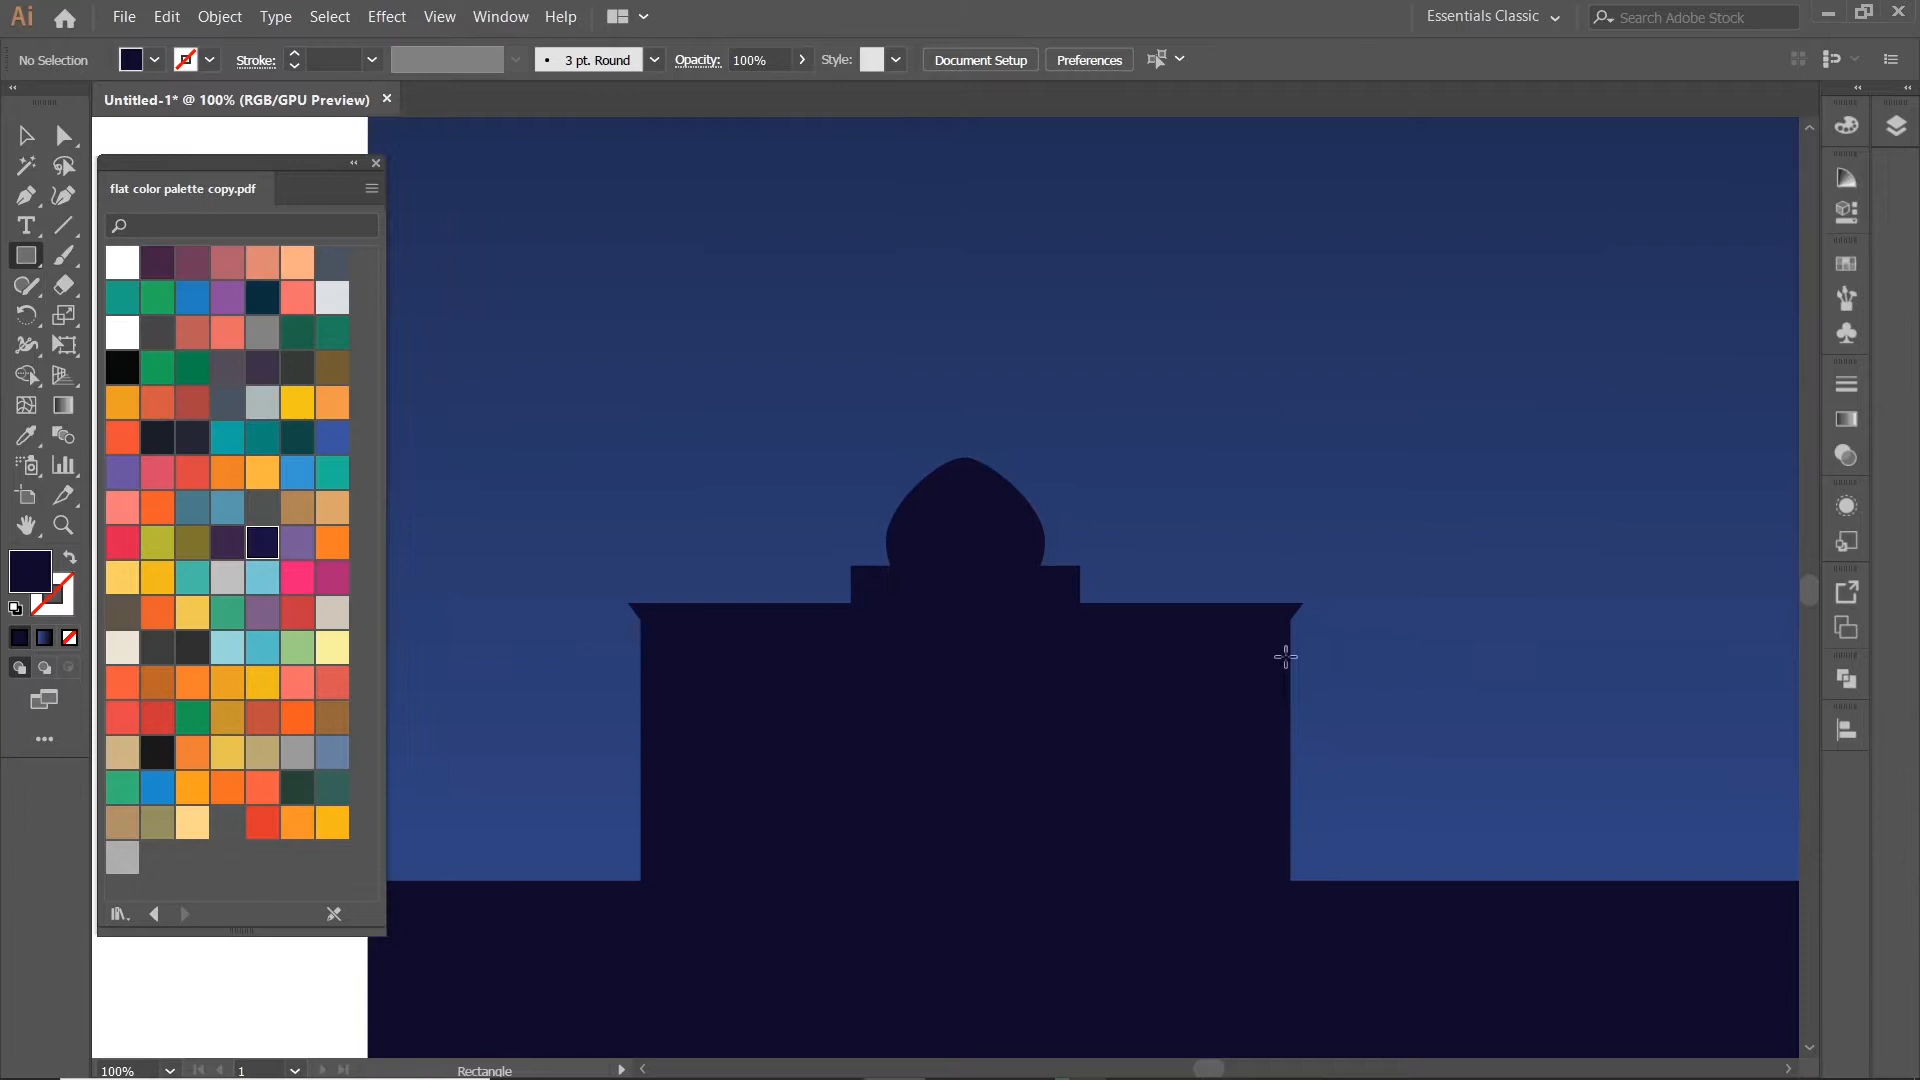 Ai File Edit Object Type Select Effect View Window Help Essentials Classic Search Adobe Stock
No Selection Stroke: 3 pt. Round Opacity: 100% Style: Document Setup Preferences
Untitled-1* @ 100% (RGB/GPU Preview)
flat color palette copy.pdf
100% 1 Rectangle